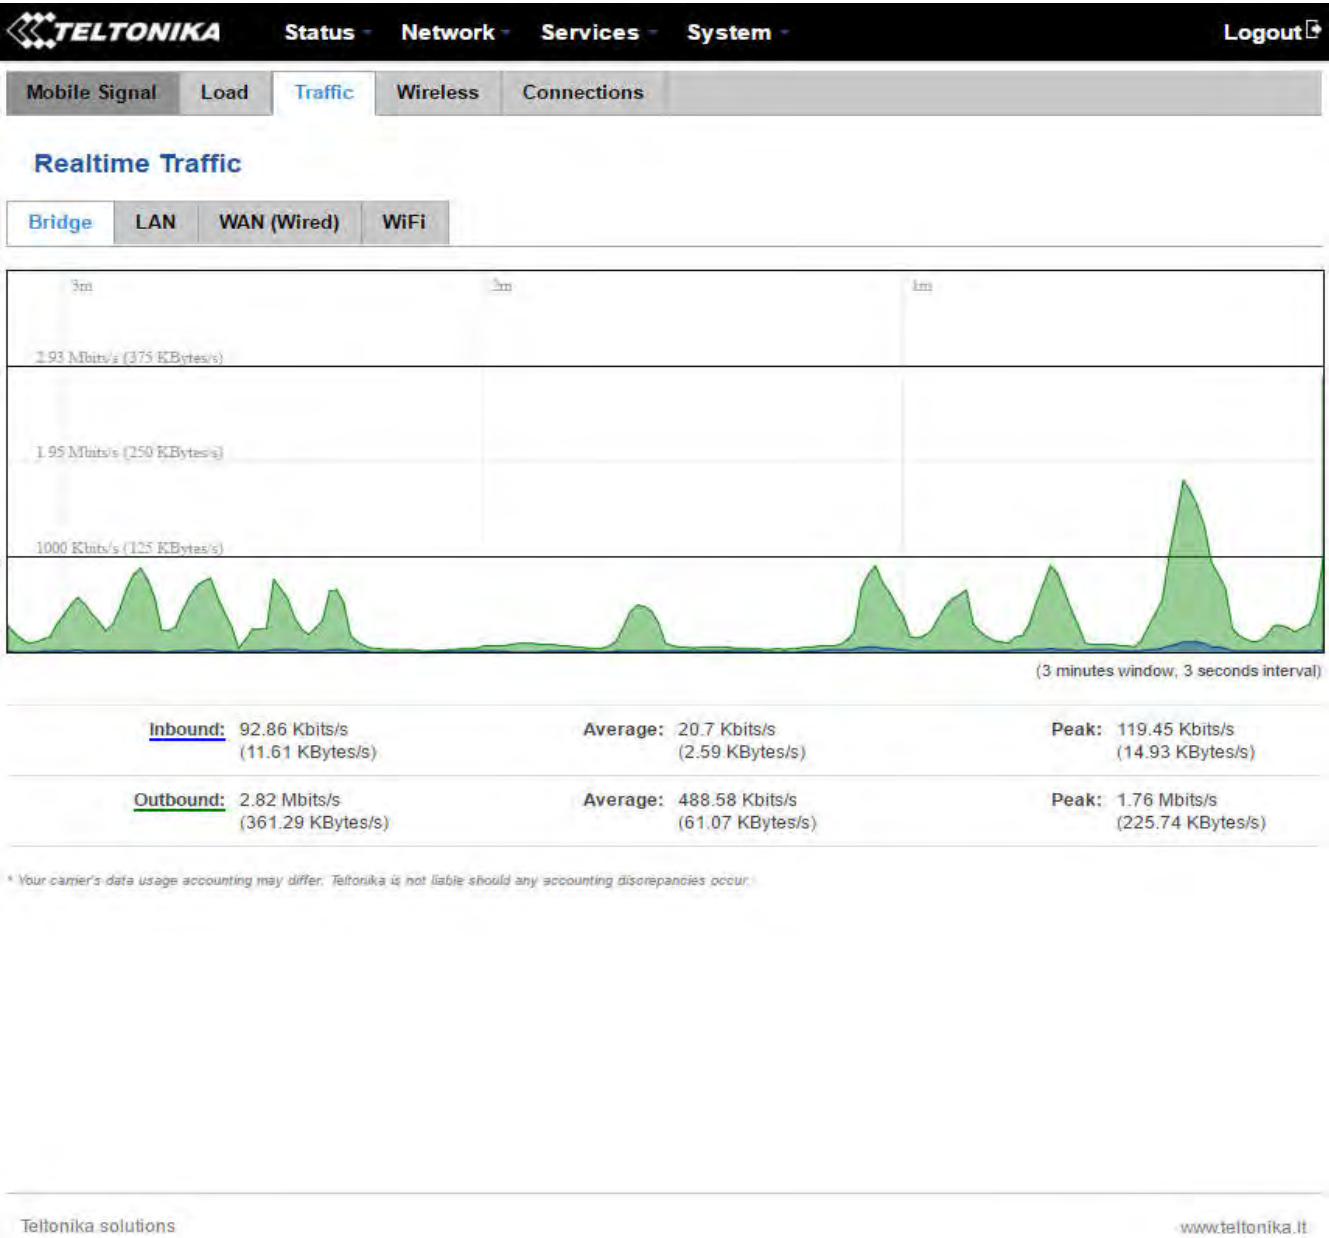 TELTONIKA Status Network Services System Logout
Mobile Signal Load Traffic Wireless Connections
Realtime Traffic
Bridge LAN WAN (Wired) WiFi
3m 2m 1m
2.93 Mbits/s (375 KBytes/s)
1.95 Mbits/s (250 KBytes/s)
1000 Kbits/s (125 KBytes/s)
(3 minutes window, 3 seconds interval)
Inbound: 92.86 Kbits/s Average: 20.7 Kbits/s Peak: 119.45 Kbits/s
(11.61 KBytes/s) (2.59 KBytes/s) (14.93 KBytes/s)
Outbound: 2.82 Mbits/s Average: 488.58 Kbits/s Peak: 1.76 Mbits/s
(361.29 KBytes/s) (61.07 KBytes/s) (225.74 KBytes/s)
* Your carrier's data usage accounting may differ. Teltonika is not liable should any accounting discrepancies occur.
Teltonika solutions www.teltonika.lt